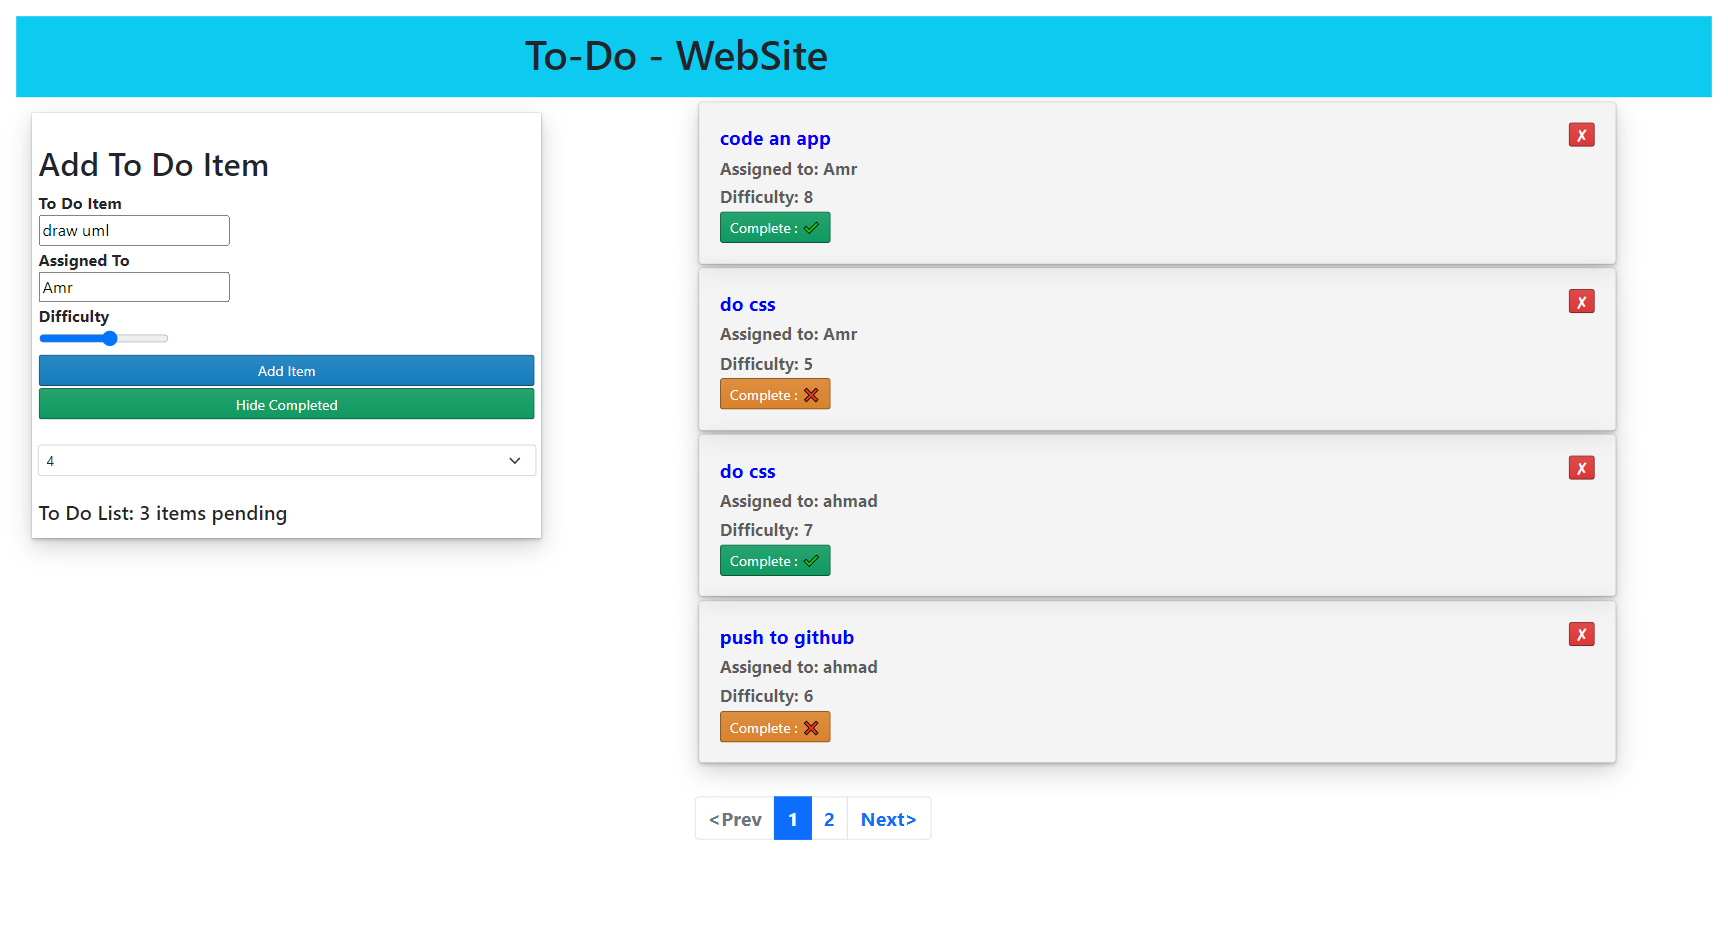 To-Do - WebSite
Add To Do Item
To Do Item
draw uml
Assigned To
Amr
Difficulty
Add Item
Hide Completed
4
To Do List: 3 items pending
code an app
✗
Assigned to: Amr
Difficulty: 8
Complete : ✓
do css
✗
Assigned to: Amr
Difficulty: 5
Complete : ✗
do css
✗
Assigned to: ahmad
Difficulty: 7
Complete : ✓
push to github
✗
Assigned to: ahmad
Difficulty: 6
Complete : ✗
<Prev 1 2 Next>